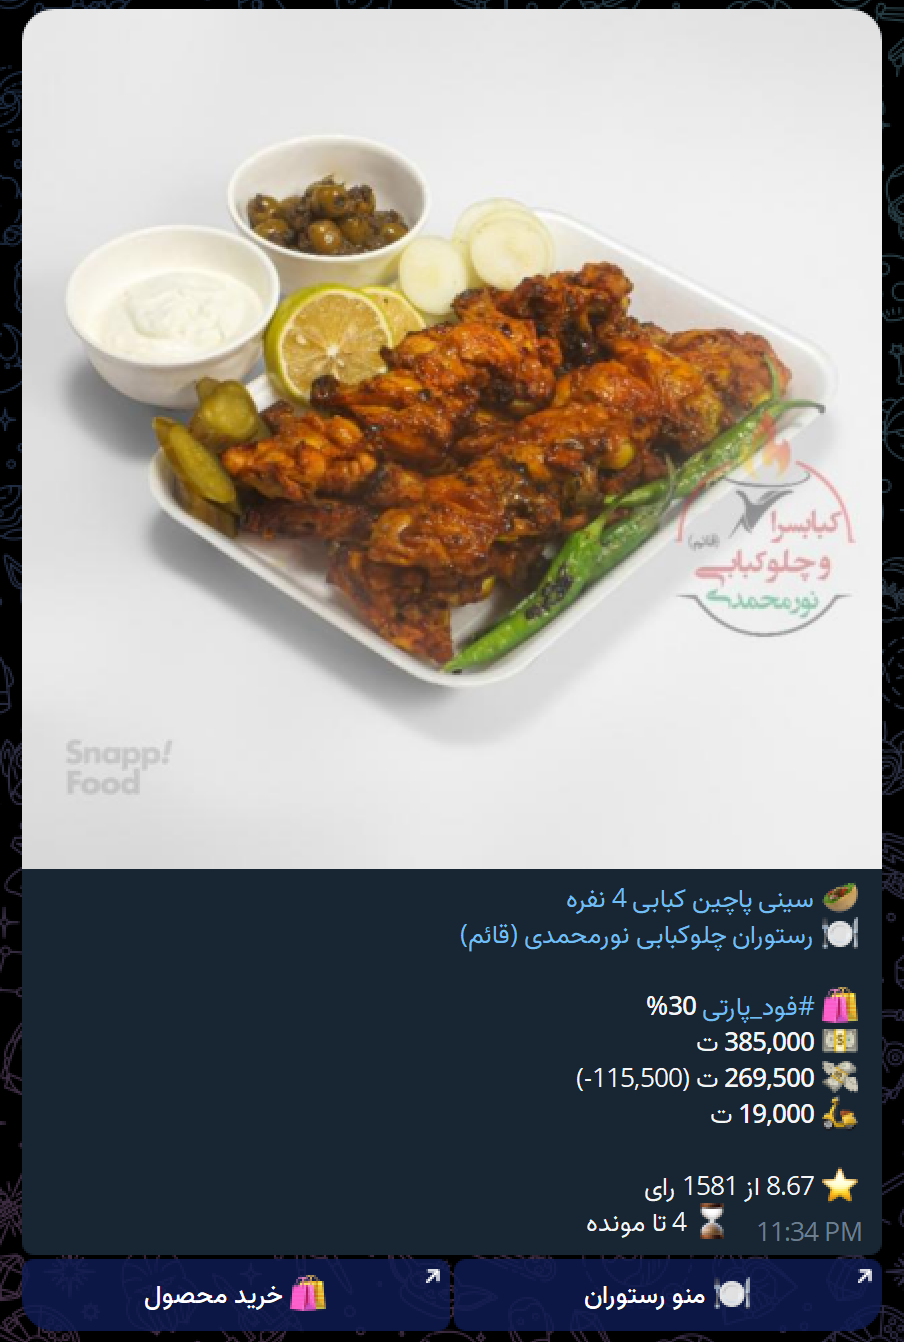 کبابسرا
(قائم)
و چلوکبابی
نورمحمدی
Snapp!
Food
🥙 سینی پاچین کبابی 4 نفره
🍽 رستوران چلوکبابی نورمحمدی (قائم)
🛍 #فود_پارتی 30%
💵 385,000 ت
💸 269,500 ت (115,500-)
🛵 19,000 ت
⭐ 8.67 از 1581 رای
⏳ 4 تا مونده
11:34 PM
🍽 منو رستوران
🛍 خرید محصول